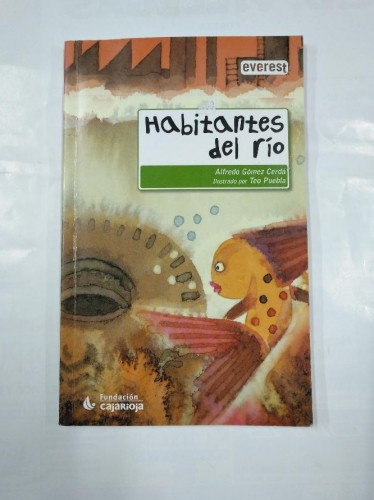 everest
Habitantes
del río
Alfredo Gómez Cerdá
Ilustrado por Teo Puebla
Fundación
cajarioja